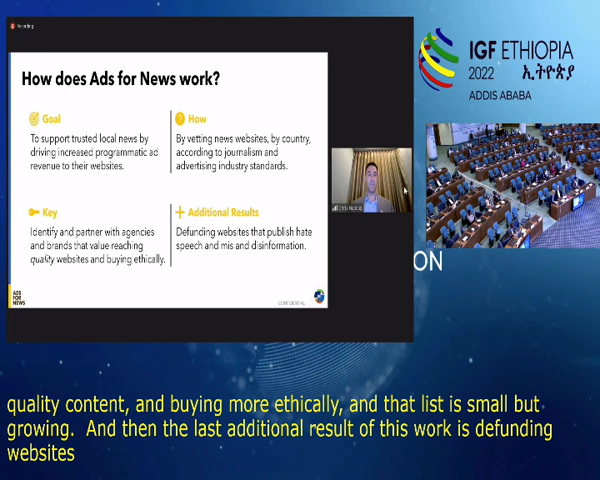 Recording
How does Ads for News work?
Goal
To support trusted local news by
driving increased programmatic ad
revenue to their websites.
How
By vetting news websites, by country,
according to journalism and
advertising industry standards.
Key
Identify and partner with agencies
and brands that value reaching
quality websites and buying ethically.
Additional Results
Defunding websites that publish hate
speech and mis and disinformation.
ADS
FOR
NEWS
CONFIDENTIAL
IGF ETHIOPIA
2022 ኢትዮጵያ
ADDIS ABABA
ON
quality content, and buying more ethically, and that list is small but
growing. And then the last additional result of this work is defunding
websites